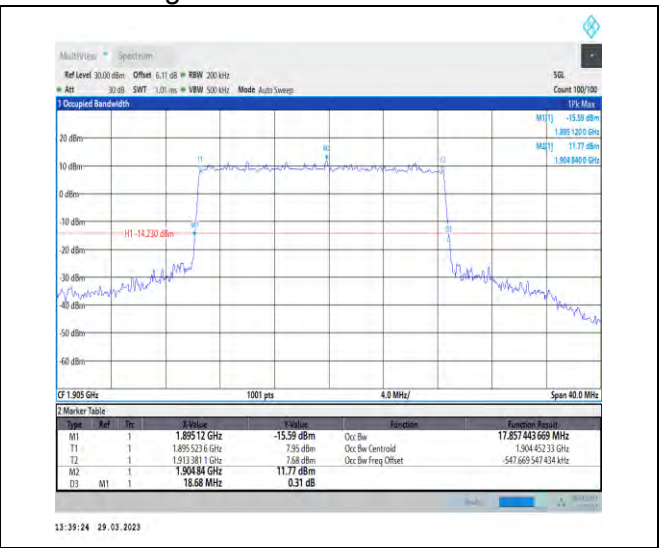 MultiView Spectrum
Ref Level 30.00 dBm Offset 6.11 dB RBW 200 kHz SGL
Att 30 dB SWT 1.01 ms VBW 500 kHz Mode Auto Sweep Count 100/100
1 Occupied Bandwidth 1Pk Max
M1[1] -15.59 dBm
1.895 120 0 GHz
M2[1] 11.77 dBm
1.904 840 0 GHz
20 dBm
M2
T1 T2
10 dBm
0 dBm
-10 dBm
M1 D3
H1 -14.230 dBm
-20 dBm
-30 dBm
-40 dBm
-50 dBm
-60 dBm
CF 1.905 GHz 1001 pts 4.0 MHz/ Span 40.0 MHz
2 Marker Table
Type Ref Trc X-Value Y-Value Function Function Result
M1 1 1.895 12 GHz -15.59 dBm Occ Bw 17.857 443 669 MHz
T1 1 1.895 523 6 GHz 7.95 dBm Occ Bw Centroid 1.904 452 33 GHz
T2 1 1.913 381 1 GHz 7.68 dBm Occ Bw Freq Offset -547.669 547 434 kHz
M2 1 1.904 84 GHz 11.77 dBm
D3 M1 1 18.68 MHz 0.31 dB
13:39:24 29.03.2023